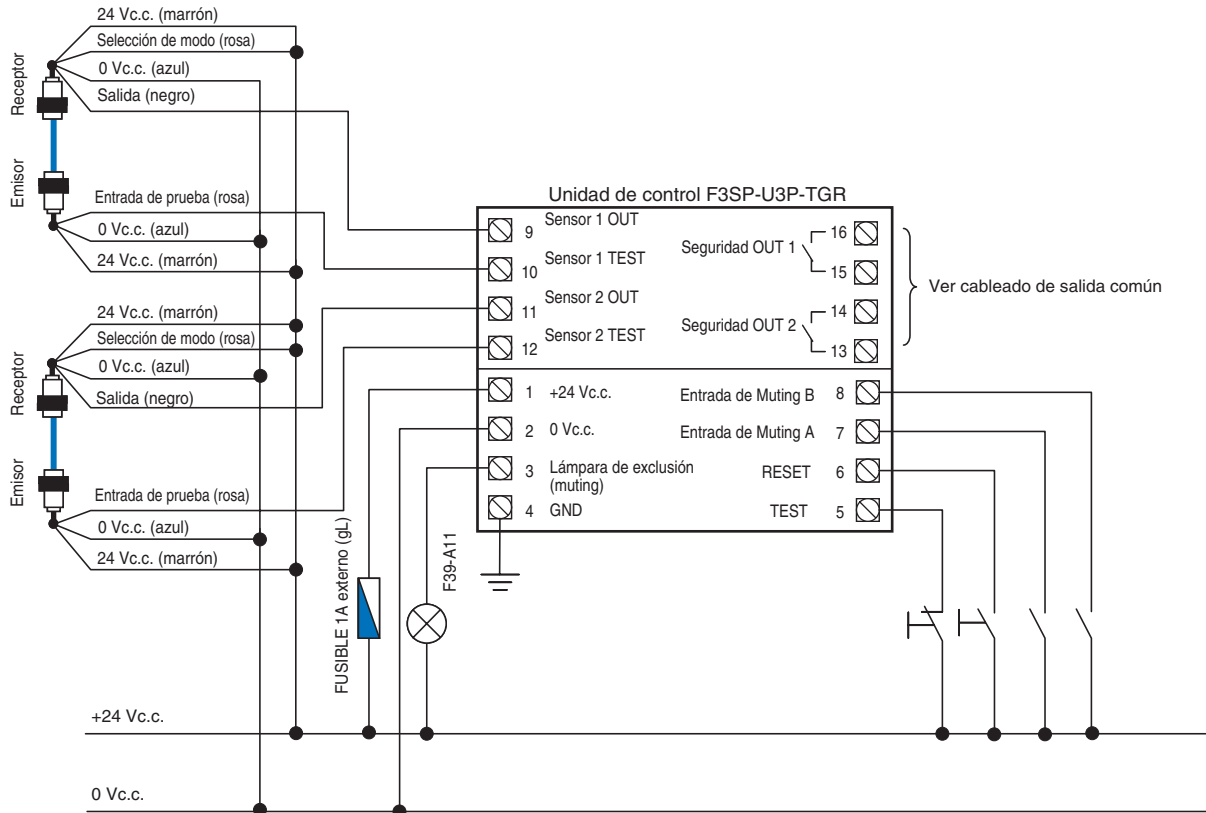 24 Vc.c. (marrón)
Selección de modo (rosa)
0 Vc.c. (azul)
Salida (negro)
Receptor
Emisor
Entrada de prueba (rosa)
0 Vc.c. (azul)
24 Vc.c. (marrón)
24 Vc.c. (marrón)
Selección de modo (rosa)
0 Vc.c. (azul)
Salida (negro)
Receptor
Emisor
Entrada de prueba (rosa)
0 Vc.c. (azul)
24 Vc.c. (marrón)
Unidad de control F3SP-U3P-TGR
9 Sensor 1 OUT
10 Sensor 1 TEST
11 Sensor 2 OUT
12 Sensor 2 TEST
Seguridad OUT 1
16
15
Seguridad OUT 2
14
13
Ver cableado de salida común
1 +24 Vc.c.
2 0 Vc.c.
3 Lámpara de exclusión
(muting)
4 GND
Entrada de Muting B 8
Entrada de Muting A 7
RESET 6
TEST 5
FUSIBLE 1A externo (gL)
F39-A11
+24 Vc.c.
0 Vc.c.